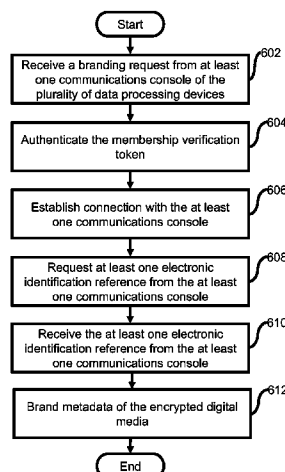 Start
Receive a branding request from at least
one communications console of the
plurality of data processing devices
602
Authenticate the membership verification
token
604
Establish connection with the at least
one communications console
606
Request at least one electronic
identification reference from the at least
one communications console
608
Receive the at least one electronic
identification reference from the at least
one communications console
610
Brand metadata of the encrypted digital
media
612
End